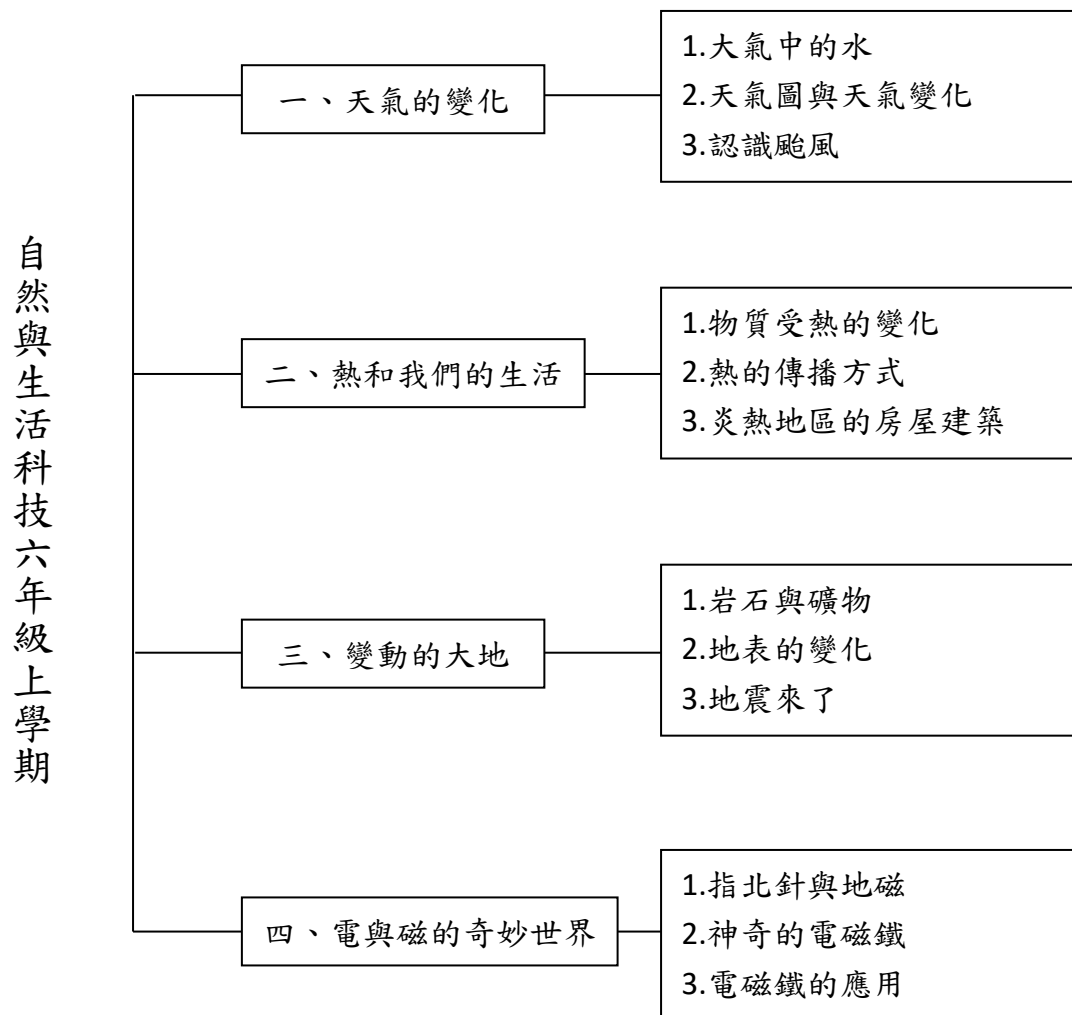 自然與生活科技六年級上學期
一、天氣的變化
1.大氣中的水
2.天氣圖與天氣變化
3.認識颱風
二、熱和我們的生活
1.物質受熱的變化
2.熱的傳播方式
3.炎熱地區的房屋建築
三、變動的大地
1.岩石與礦物
2.地表的變化
3.地震來了
四、電與磁的奇妙世界
1.指北針與地磁
2.神奇的電磁鐵
3.電磁鐵的應用